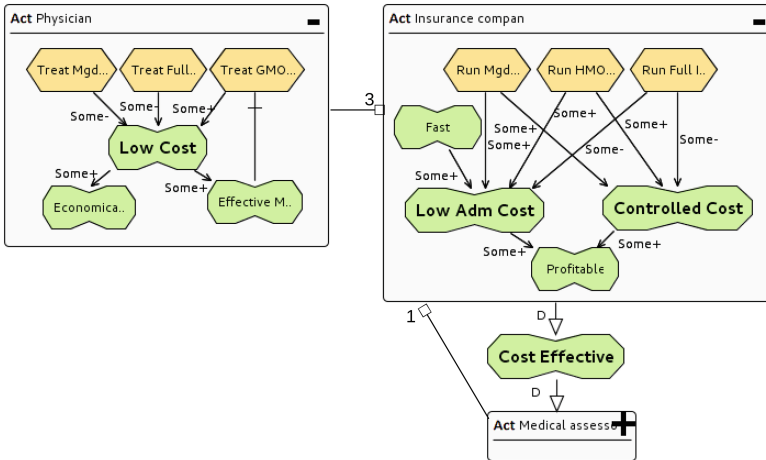 Act Physician
Treat Mgd...
Treat Full..
Treat GMO...
Some-
Some-
Some+
Low Cost
Some+
Some+
Economica..
Effective M..
3
Act Insurance compan
Run Mgd...
Run HMO...
Run Full I..
Fast
Some+
Some+
Some+
Some+
Some-
Some-
Some+
Low Adm Cost
Controlled Cost
Some+
Some+
Profitable
1
D
Cost Effective
D
Act Medical assesso